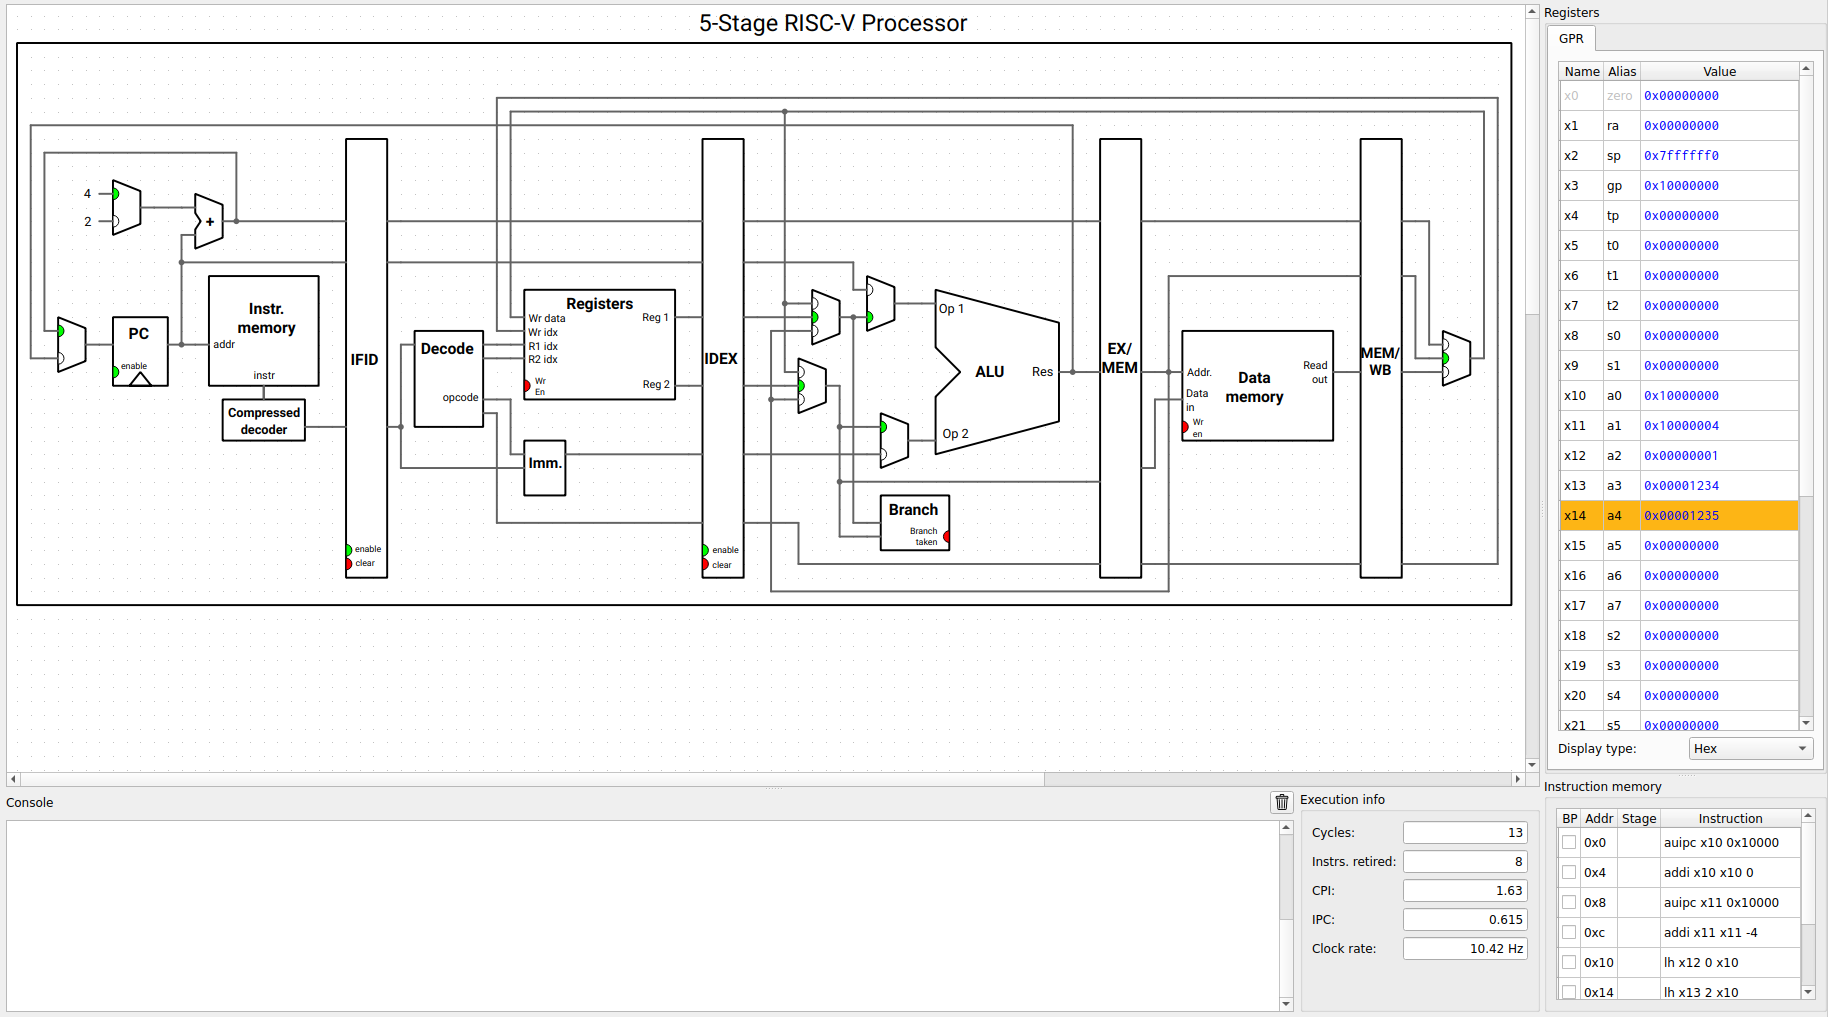 5-Stage RISC-V Processor
4
2
+
PC
enable
Instr.
memory
addr
instr
Compressed
decoder
IFID
enable
clear
Decode
opcode
Registers
Wr data
Wr idx
R1 idx
R2 idx
Wr
En
Reg 1
Reg 2
Imm.
IDEX
enable
clear
Op 1
ALU
Res
Op 2
Branch
Branch
taken
EX/
MEM
Addr.
Data
in
Wr
en
Data
memory
Read
out
MEM/
WB
Registers
GPR
Name Alias Value
x0 zero 0x00000000
x1 ra 0x00000000
x2 sp 0x7ffffff0
x3 gp 0x10000000
x4 tp 0x00000000
x5 t0 0x00000000
x6 t1 0x00000000
x7 t2 0x00000000
x8 s0 0x00000000
x9 s1 0x00000000
x10 a0 0x10000000
x11 a1 0x10000004
x12 a2 0x00000001
x13 a3 0x00001234
x14 a4 0x00001235
x15 a5 0x00000000
x16 a6 0x00000000
x17 a7 0x00000000
x18 s2 0x00000000
x19 s3 0x00000000
x20 s4 0x00000000
x21 s5 0x00000000
Display type: Hex
Console
Execution info
Cycles: 13
Instrs. retired: 8
CPI: 1.63
IPC: 0.615
Clock rate: 10.42 Hz
Instruction memory
BP Addr Stage Instruction
0x0 auipc x10 0x10000
0x4 addi x10 x10 0
0x8 auipc x11 0x10000
0xc addi x11 x11 -4
0x10 lh x12 0 x10
0x14 lh x13 2 x10